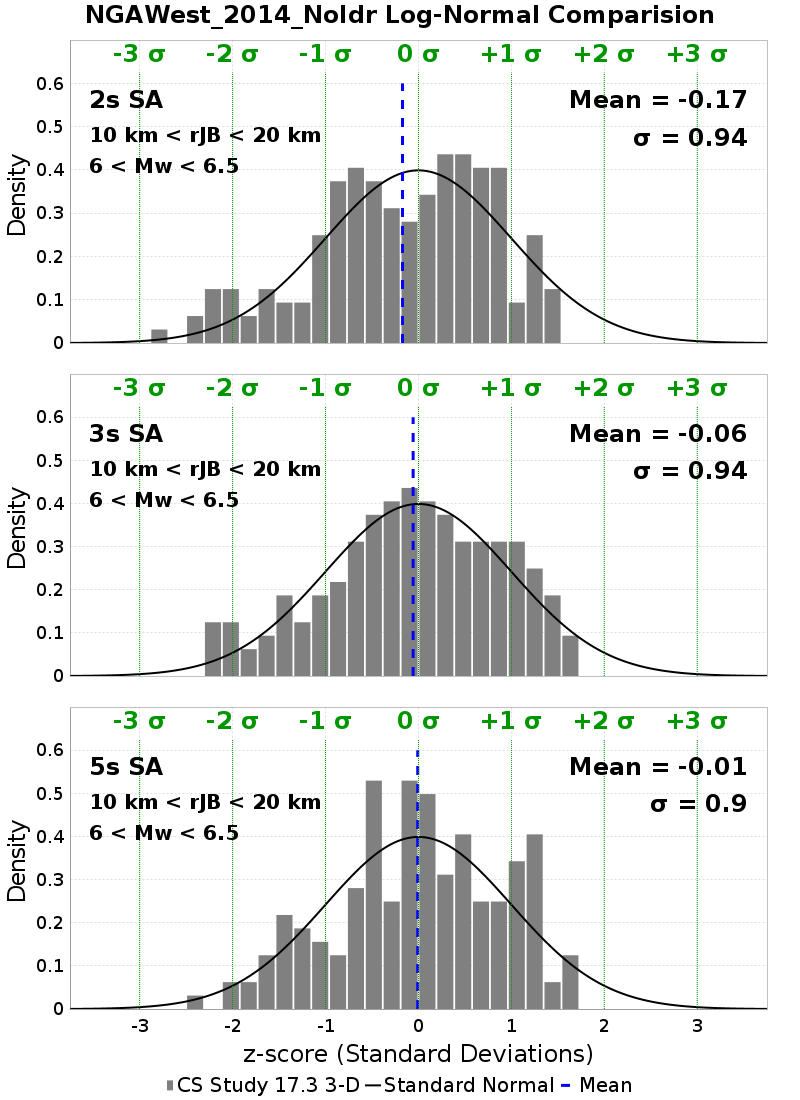 NGAWest_2014_NoIdr Log-Normal Comparision
-3 σ -2 σ -1 σ 0 σ +1 σ +2 σ +3 σ
2s SA
10 km < rJB < 20 km
6 < Mw < 6.5
Mean = -0.17
σ = 0.94
Density
0.6
0.5
0.4
0.3
0.2
0.1
0
-3 σ -2 σ -1 σ 0 σ +1 σ +2 σ +3 σ
3s SA
10 km < rJB < 20 km
6 < Mw < 6.5
Mean = -0.06
σ = 0.94
Density
0.6
0.5
0.4
0.3
0.2
0.1
0
-3 σ -2 σ -1 σ 0 σ +1 σ +2 σ +3 σ
5s SA
10 km < rJB < 20 km
6 < Mw < 6.5
Mean = -0.01
σ = 0.9
Density
0.6
0.5
0.4
0.3
0.2
0.1
0
-3 -2 -1 0 1 2 3
z-score (Standard Deviations)
CS Study 17.3 3-D Standard Normal Mean